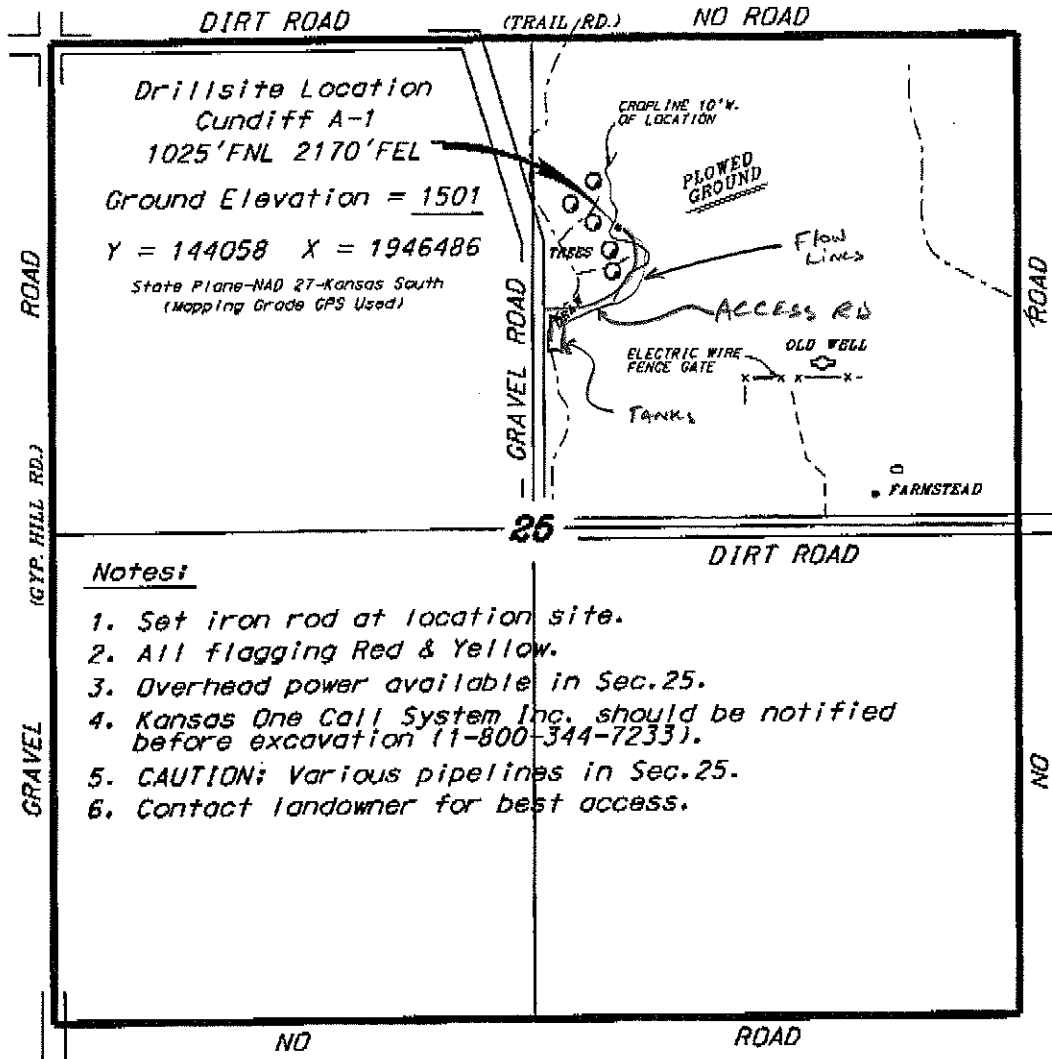 DIRT ROAD
(TRAIL/RD.)
NO ROAD
Drillsite Location
Cundiff A-1
1025'FNL 2170'FEL
Ground Elevation = 1501
Y = 144058 X = 1946486
State Plane-NAD 27-Kansas South
(Mapping Grade GPS Used)
CROPLINE 10'W.
OF LOCATION
PLOWED
GROUND
TREES
Flow
Lines
ACCESS RD
ELECTRIC WIRE
FENCE GATE
OLD WELL
TANKS
FARMSTEAD
GRAVEL ROAD
ROAD
(GYP. HILL RD.)
GRAVEL
ROAD
NO
25
DIRT ROAD
Notes:
1. Set iron rod at location site.
2. All flagging Red & Yellow.
3. Overhead power available in Sec.25.
4. Kansas One Call System Inc. should be notified
before excavation (1-800-344-7233).
5. CAUTION: Various pipelines in Sec.25.
6. Contact landowner for best access.
NO
ROAD